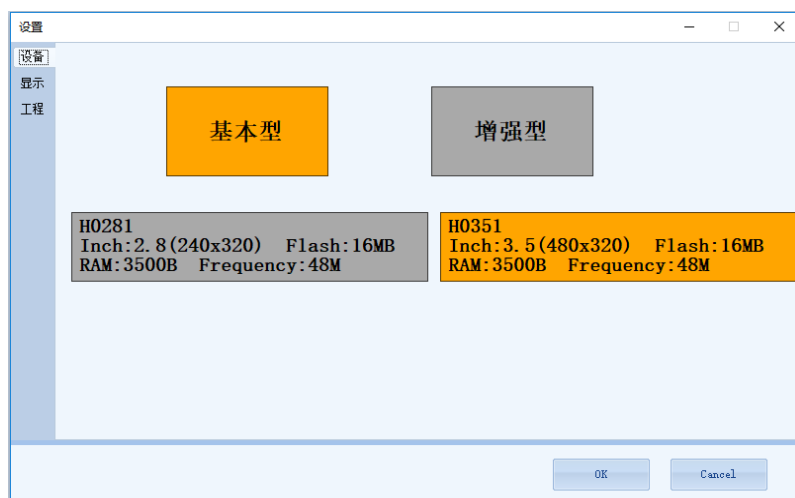 设置
设备
显示
工程
基本型
增强型
H0281
Inch:2.8(240x320) Flash:16MB
RAM:3500B Frequency:48M
H0351
Inch:3.5(480x320) Flash:16MB
RAM:3500B Frequency:48M
OK
Cancel